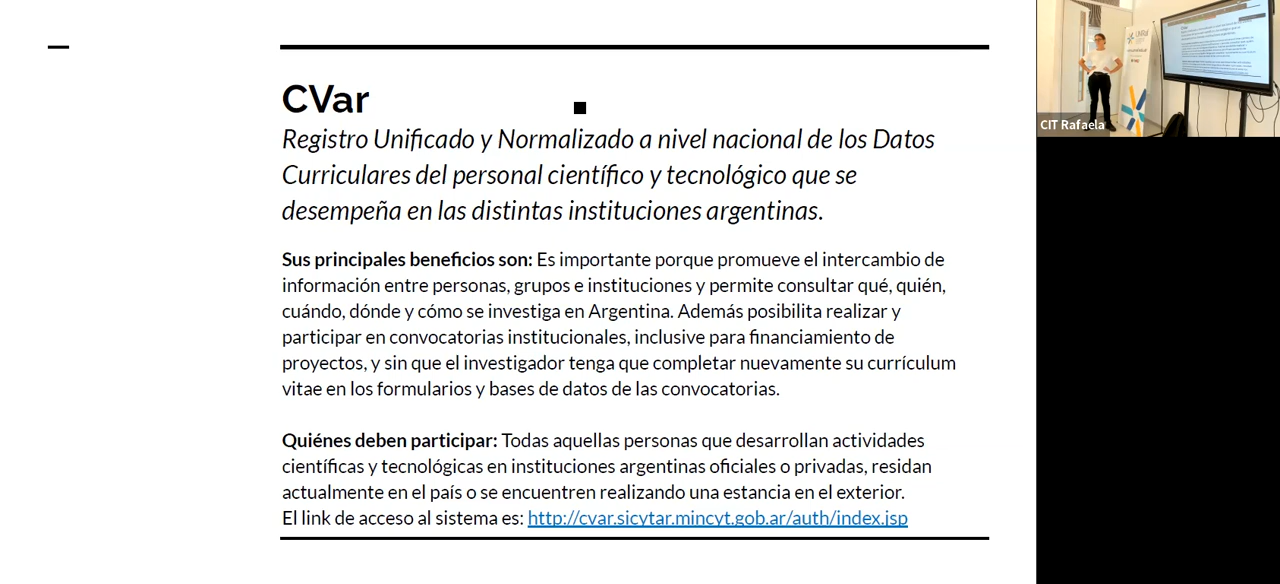 CVar
Registro Unificado y Normalizado a nivel nacional de los Datos
Curriculares del personal científico y tecnológico que se
desempeña en las distintas instituciones argentinas.
Sus principales beneficios son: Es importante porque promueve el intercambio de
información entre personas, grupos e instituciones y permite consultar qué, quién,
cuándo, dónde y cómo se investiga en Argentina. Además posibilita realizar y
participar en convocatorias institucionales, inclusive para financiamiento de
proyectos, y sin que el investigador tenga que completar nuevamente su currículum
vitae en los formularios y bases de datos de las convocatorias.
Quiénes deben participar: Todas aquellas personas que desarrollan actividades
científicas y tecnológicas en instituciones argentinas oficiales o privadas, residan
actualmente en el país o se encuentren realizando una estancia en el exterior.
El link de acceso al sistema es: http://cvar.sicytar.mincyt.gob.ar/auth/index.jsp
UNRaf
CIT Rafaela